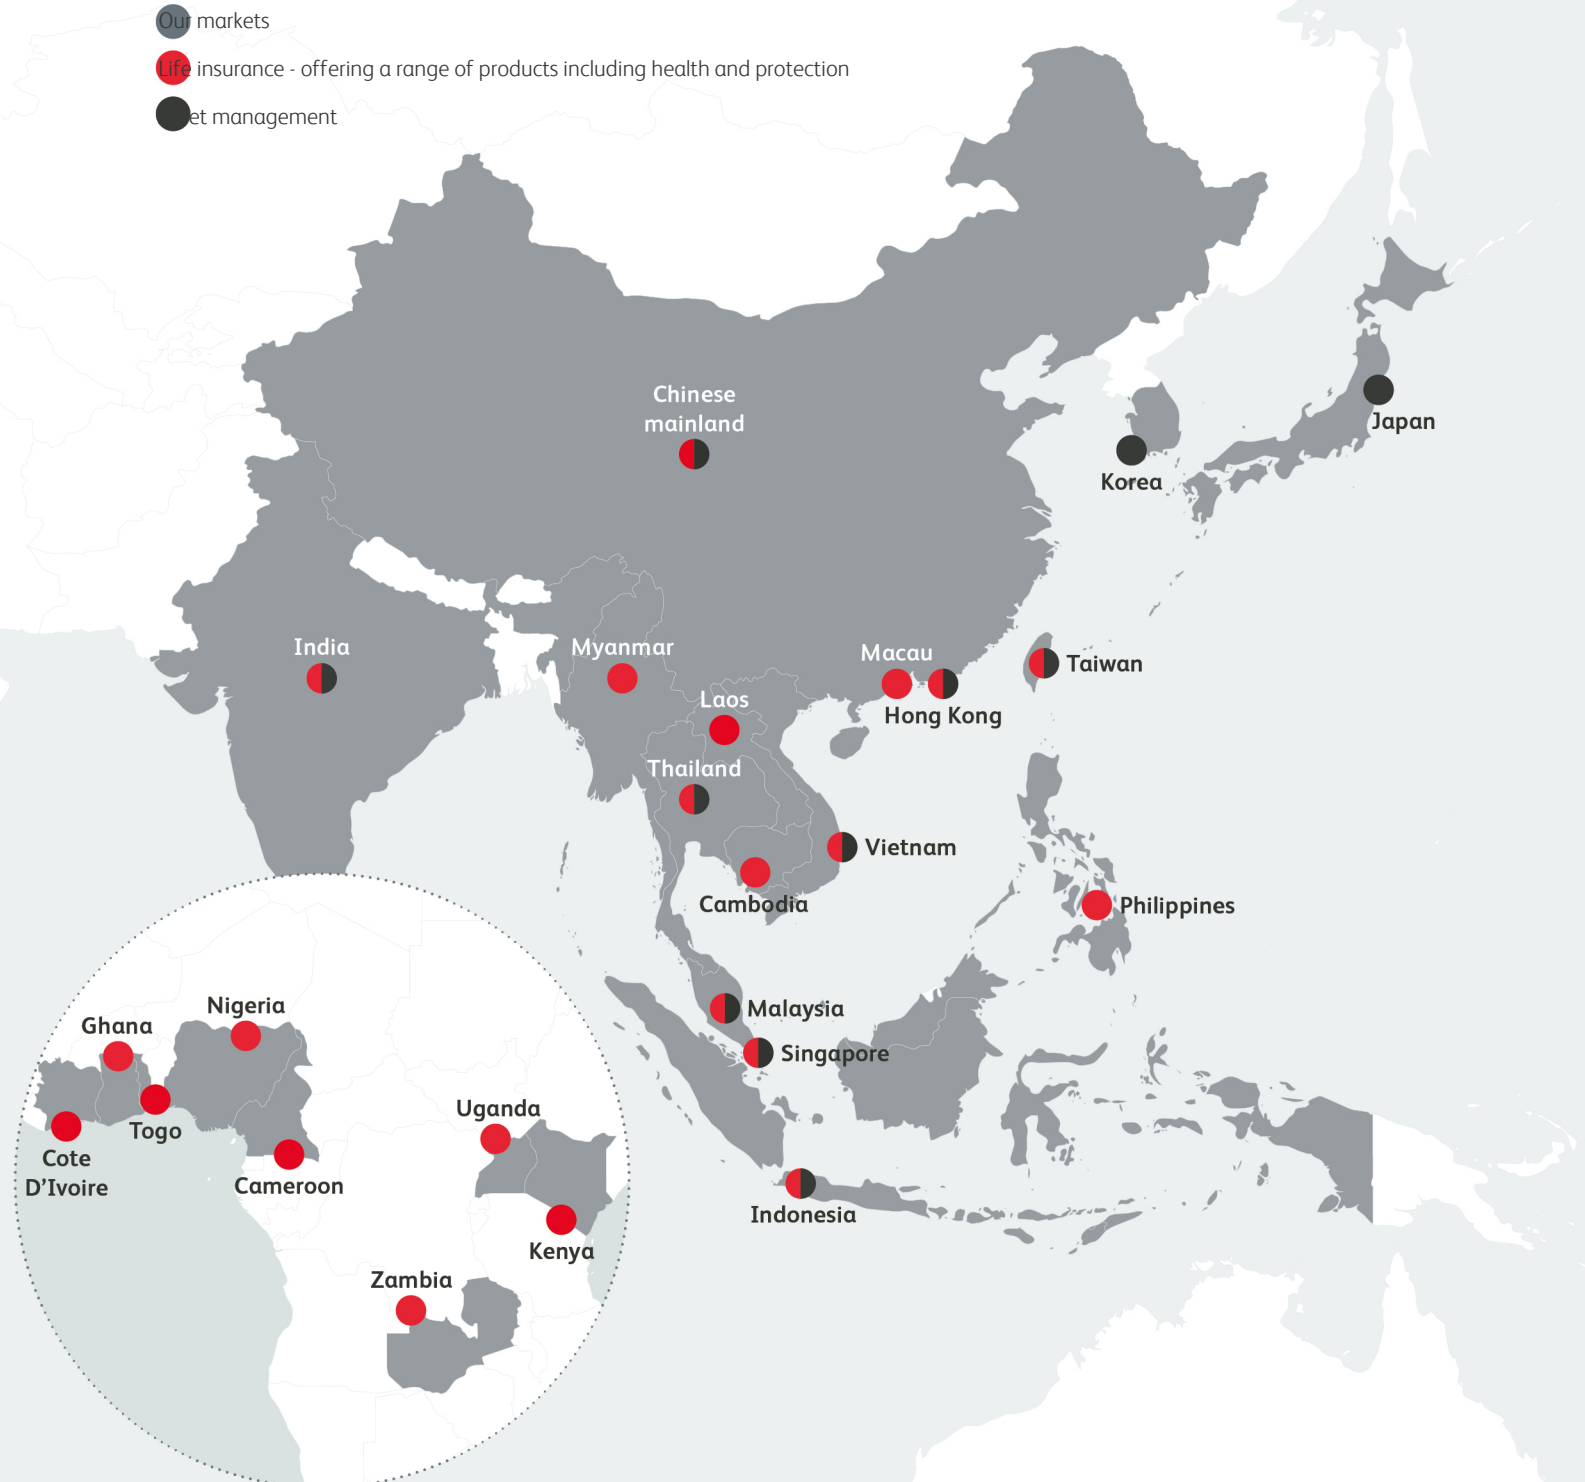 Our markets
Life insurance - offering a range of products including health and protection
et management
Chinese
mainland
Japan
Korea
India
Myanmar
Macau
Taiwan
Laos
Hong Kong
Thailand
Vietnam
Cambodia
Philippines
Malaysia
Singapore
Indonesia
Nigeria
Ghana
Togo
Cote
D'Ivoire
Cameroon
Uganda
Kenya
Zambia